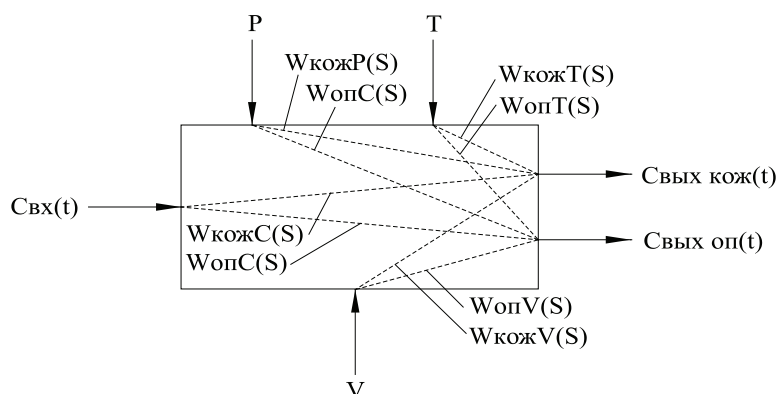 P
T
WкожP(S)
WопC(S)
WкожT(S)
WопT(S)
Cвх(t)
Cвых кож(t)
Cвых оп(t)
WкожC(S)
WопC(S)
WопV(S)
WкожV(S)
V